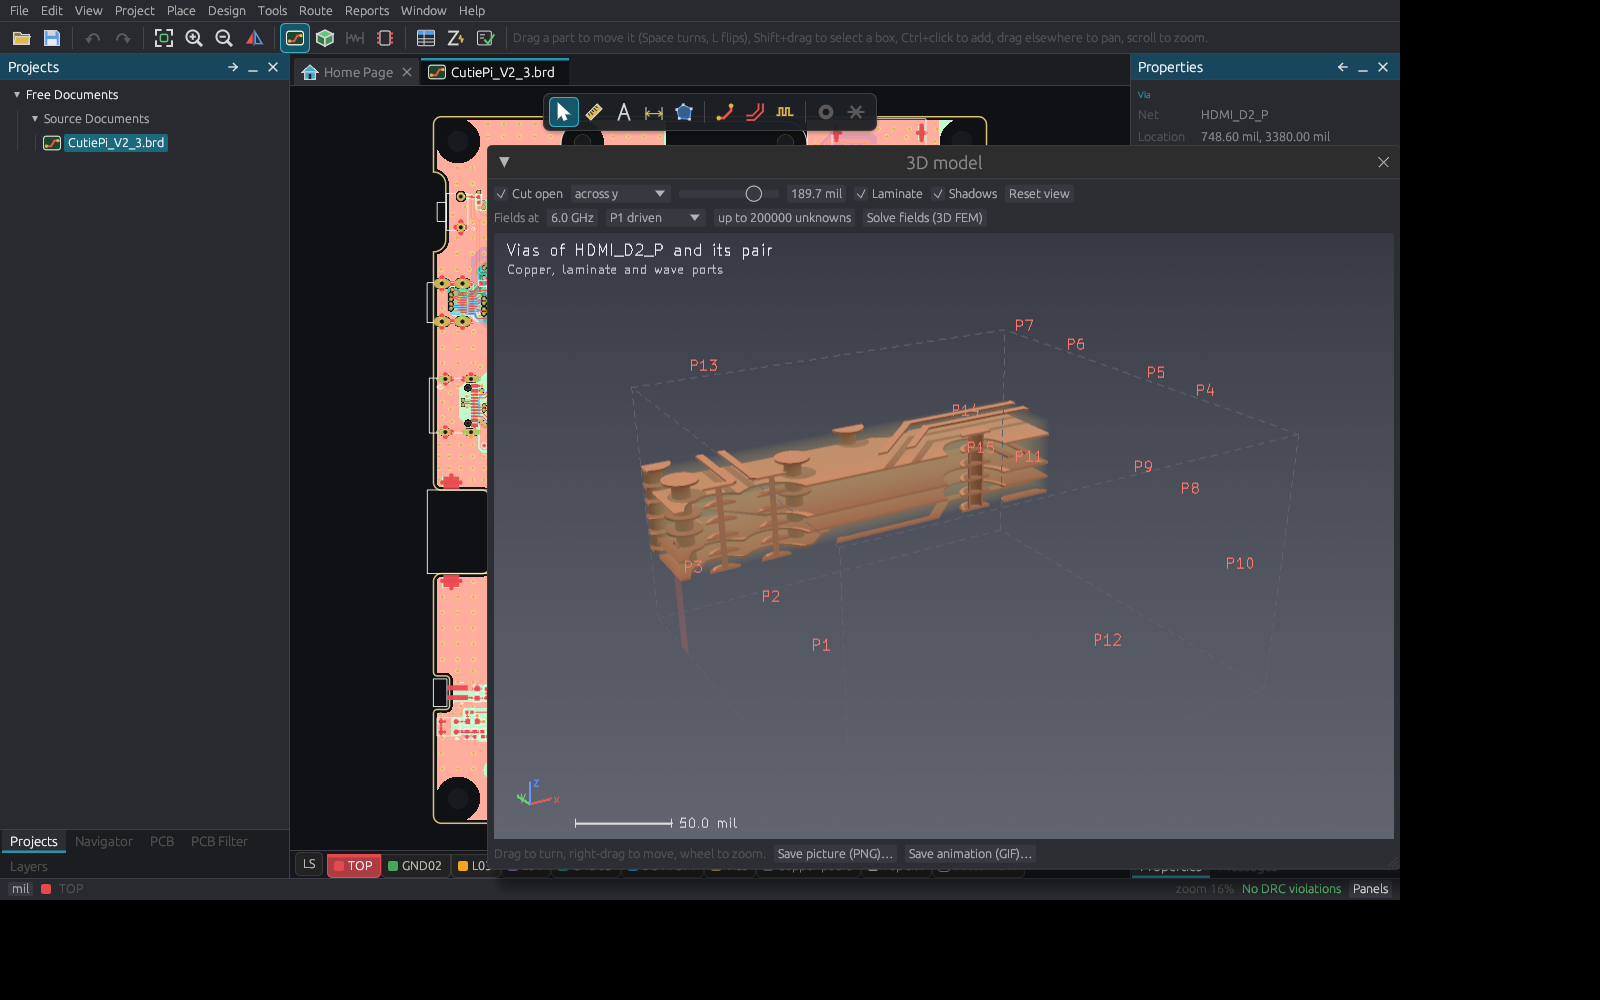 File Edit View Project Place Design Tools Route Reports Window Help
Drag a part to move it (Space turns, L flips), Shift+drag to select a box, Ctrl+click to add, drag elsewhere to pan, scroll to zoom.
Projects
Home Page
CutiePi_V2_3.brd
Properties
Free Documents
Source Documents
CutiePi_V2_3.brd
Via
Net HDMI_D2_P
Location 748.60 mil, 3380.00 mil
3D model
Cut open across y 189.7 mil Laminate Shadows Reset view
Fields at 6.0 GHz P1 driven up to 200000 unknowns Solve fields (3D FEM)
Vias of HDMI_D2_P and its pair
Copper, laminate and wave ports
P7
P6
P13
P5
P4
P14
P15
P11
P9
P8
P3
P10
P2
P12
P1
z
y
x
50.0 mil
Drag to turn, right-drag to move, wheel to zoom. Save picture (PNG)... Save animation (GIF)...
Projects Navigator PCB PCB Filter
Layers
LS TOP GND02
mil TOP
zoom 16% No DRC violations Panels